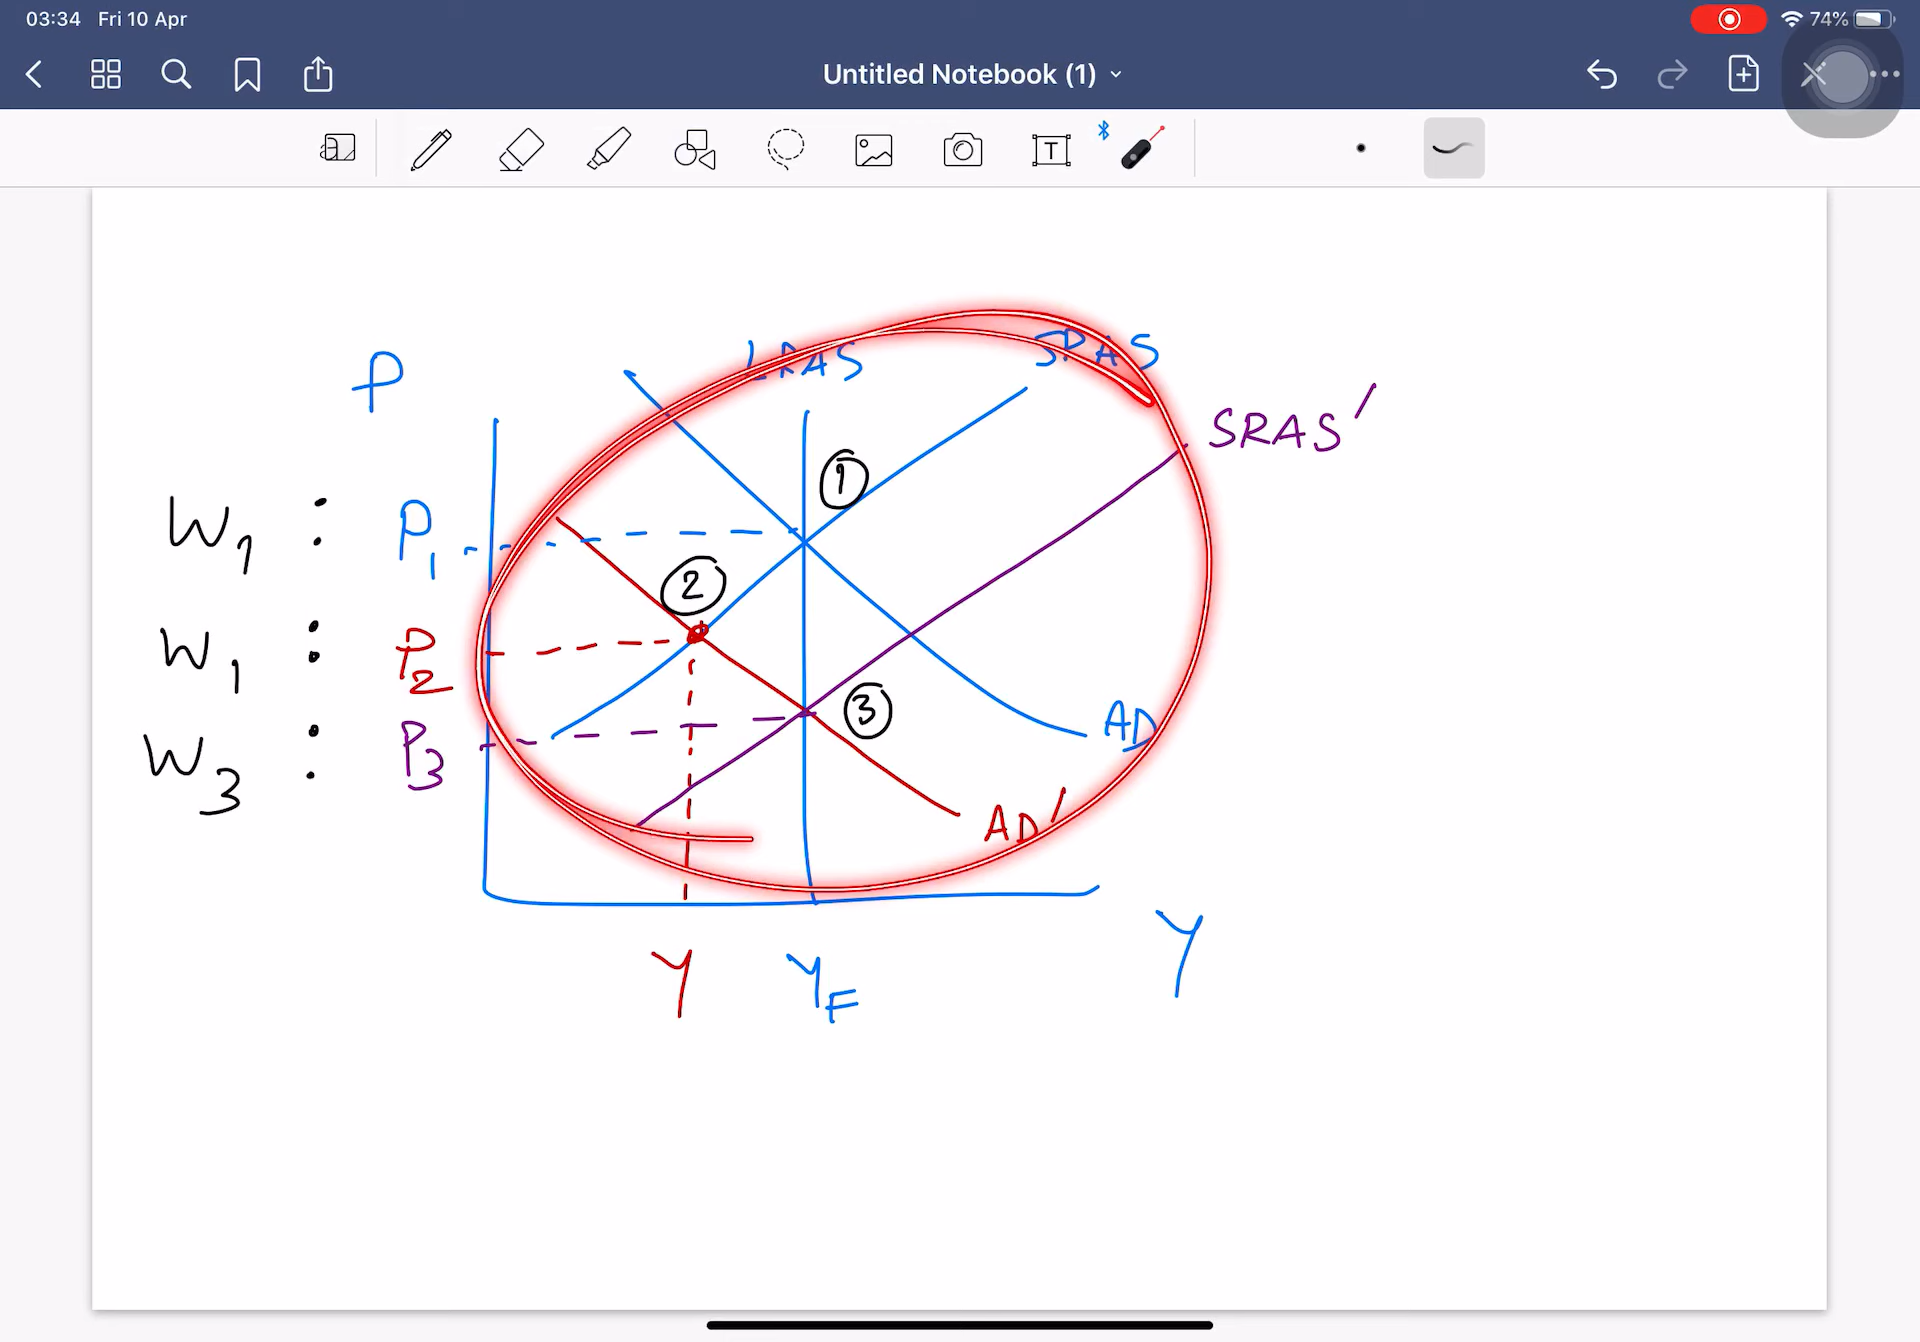 03:34 Fri 10 Apr
74%
Untitled Notebook (1)
T
P
LRAS
SRAS
SRAS'
W1 : P1
1
W1 : P2
2
W3 : P3
3
AD
AD'
Y
YF
Y